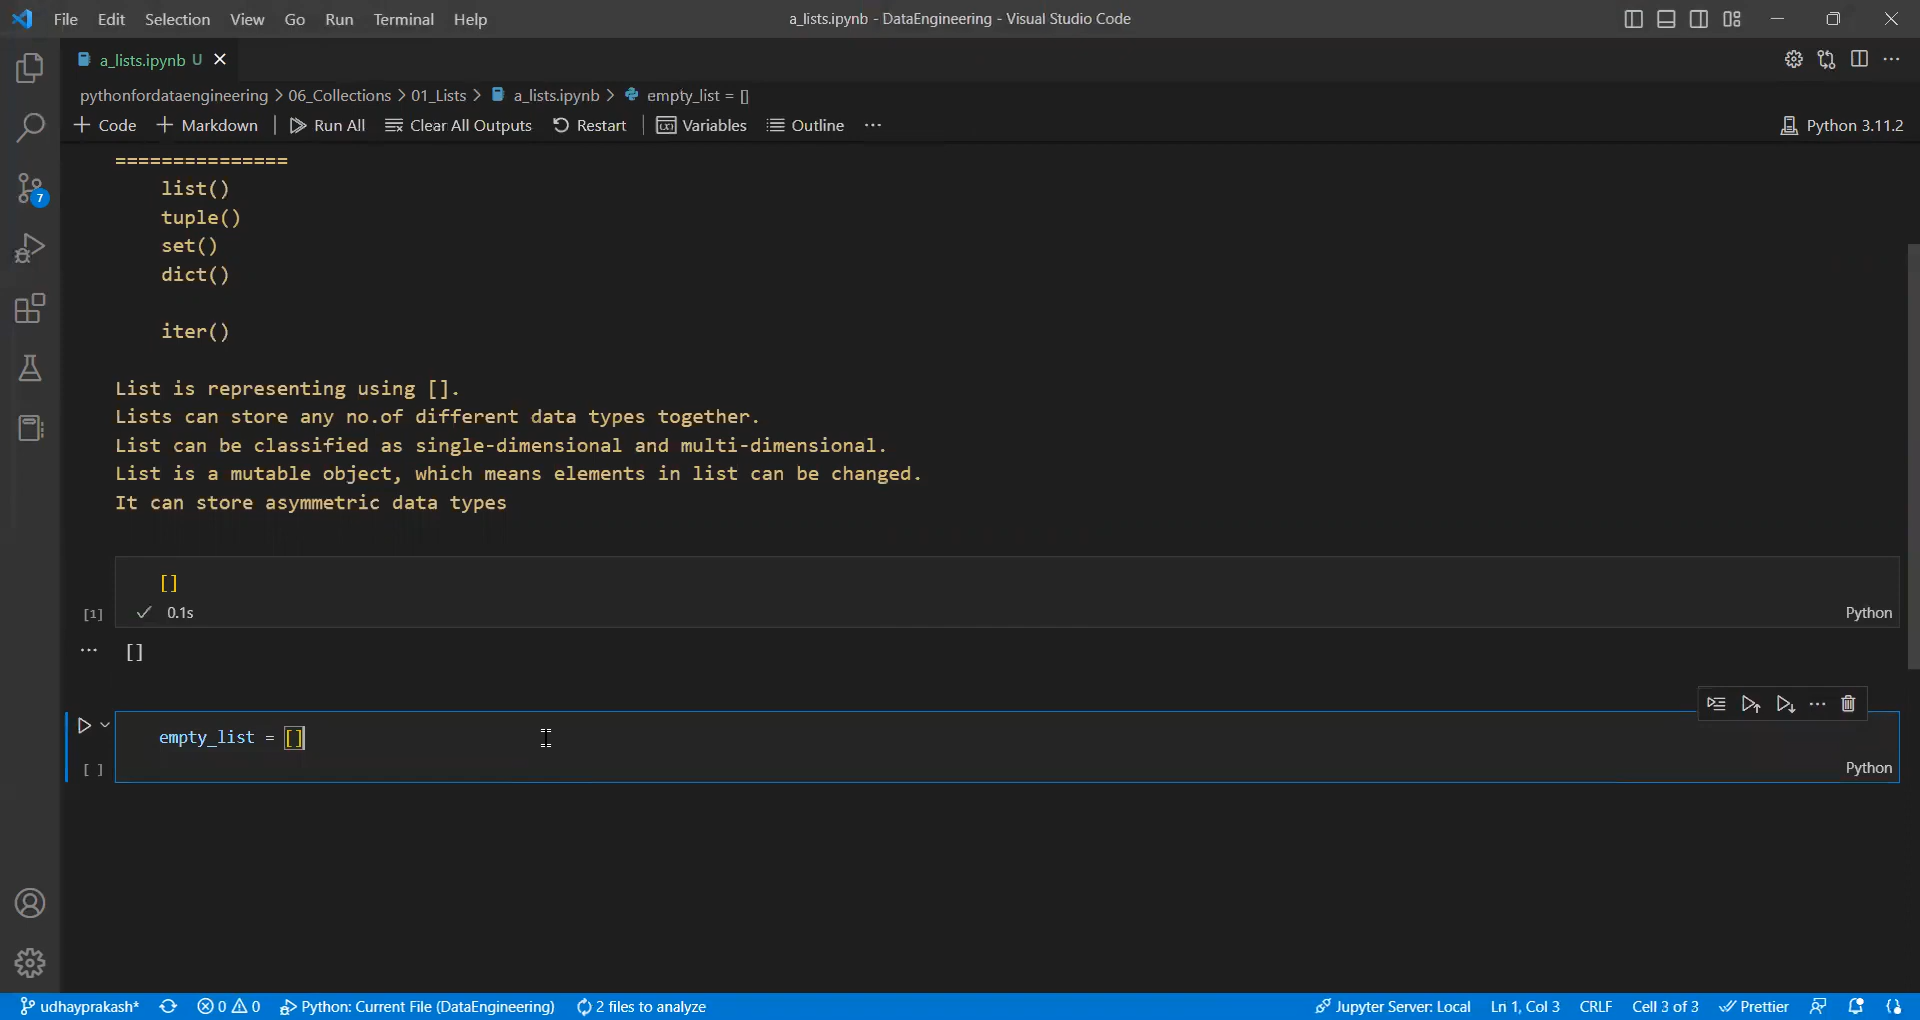 File Edit Selection View Go Run Terminal Help a_lists.ipynb - DataEngineering - Visual Studio Code
a_lists.ipynb U
pythonfordataengineering > 06_Collections > 01_Lists > a_lists.ipynb > empty_list = []
+ Code + Markdown | Run All Clear All Outputs Restart | Variables Outline ... Python 3.11.2
===============
list()
tuple()
set()
dict()
iter()
List is representing using [].
Lists can store any no.of different data types together.
List can be classified as single-dimensional and multi-dimensional.
List is a mutable object, which means elements in list can be changed.
It can store asymmetric data types
[]
[1] 0.1s Python
... []
empty_list = []
[ ] Python
7
udhayprakash* 0 0 Python: Current File (DataEngineering) 2 files to analyze Jupyter Server: Local Ln 1, Col 3 CRLF Cell 3 of 3 Prettier